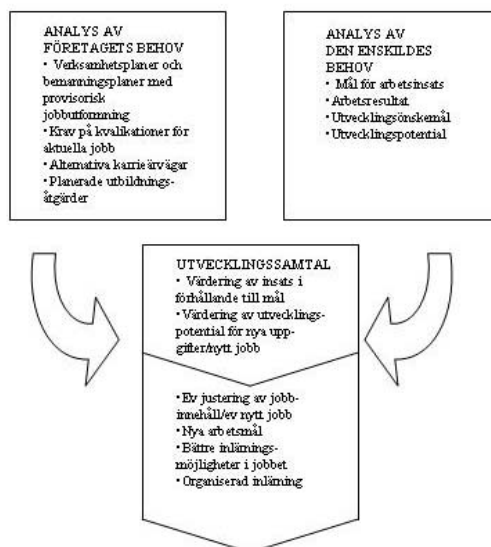 ANALYS AV
FÖRETAGETS BEHOV
• Verksamhetsplaner och
bemanningsplaner med
provisorisk
jobbutformning
• Krav på kvalikationer för
aktuella jobb
• Alternativa karriärvägar
• Planerade utbildnings-
åtgärder
ANALYS AV
DEN ENSKILDES
BEHOV
• Mål för arbetsinsats
• Arbetsresultat
• Utvecklingsönskemål
• Utvecklingspotential
UTVECKLINGSSAMTAL
• Värdering av insats i
förhållande till mål
• Värdering av utvecklings-
potential för nya upp-
gifter/nytt jobb
• Ev justering av jobb-
innehåll/ev nytt jobb
• Nya arbetsmål
• Bättre inlärnings-
möjligheter i jobbet
• Organiserad inlärning